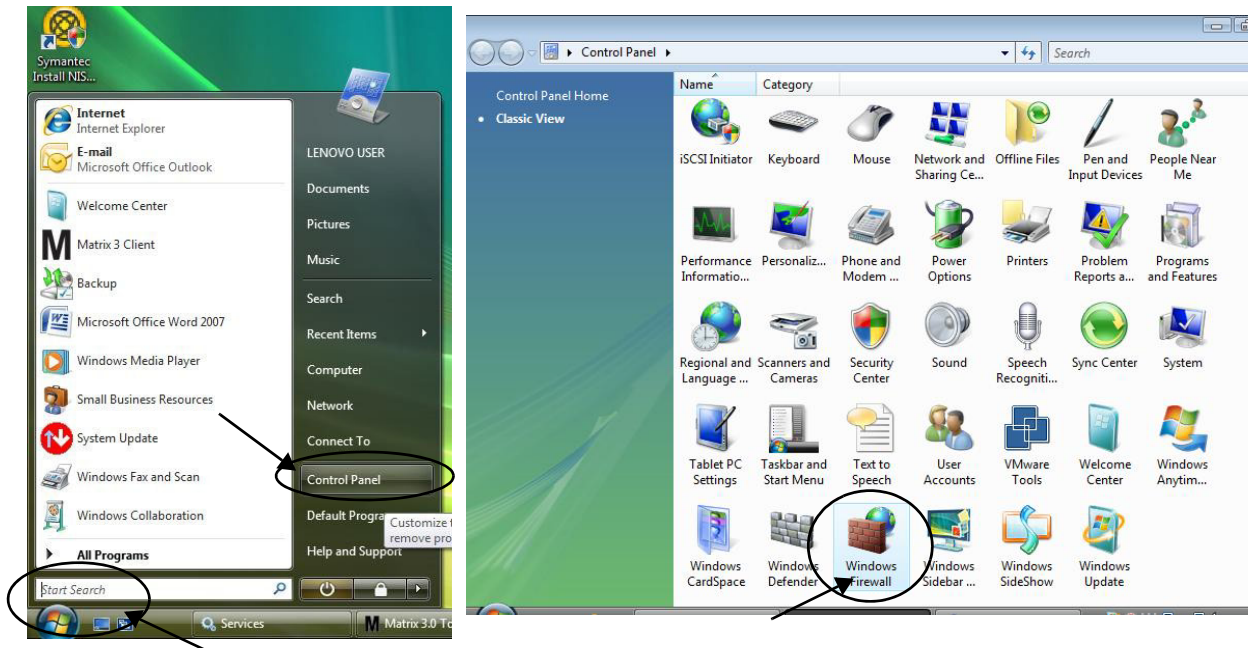 Symantec
Install NIS...
Internet
Internet Explorer
E-mail
Microsoft Office Outlook
Welcome Center
Matrix 3 Client
Backup
Microsoft Office Word 2007
Windows Media Player
Small Business Resources
System Update
Windows Fax and Scan
Windows Collaboration
All Programs
Start Search
LENOVO USER
Documents
Pictures
Music
Search
Recent Items
Computer
Network
Connect To
Control Panel
Default Progra
Customize
remove pro
Help and Support
Services
Matrix 3.0 To
Control Panel
Search
Control Panel Home
Classic View
Name Category
iSCSI Initiator Keyboard Mouse Network and Offline Files Pen and People Near
Sharing Ce... Input Devices Me
Performance Personaliz... Phone and Power Printers Problem Programs
Informatio... Modem ... Options Reports a... and Features
Regional and Scanners and Security Sound Speech Sync Center System
Language ... Cameras Center Recogniti...
Tablet PC Taskbar and Text to User VMware Welcome Windows
Settings Start Menu Speech Accounts Tools Center Anytim...
Windows Windows Windows Windows Windows Windows
CardSpace Defender Firewall Sidebar ... SideShow Update